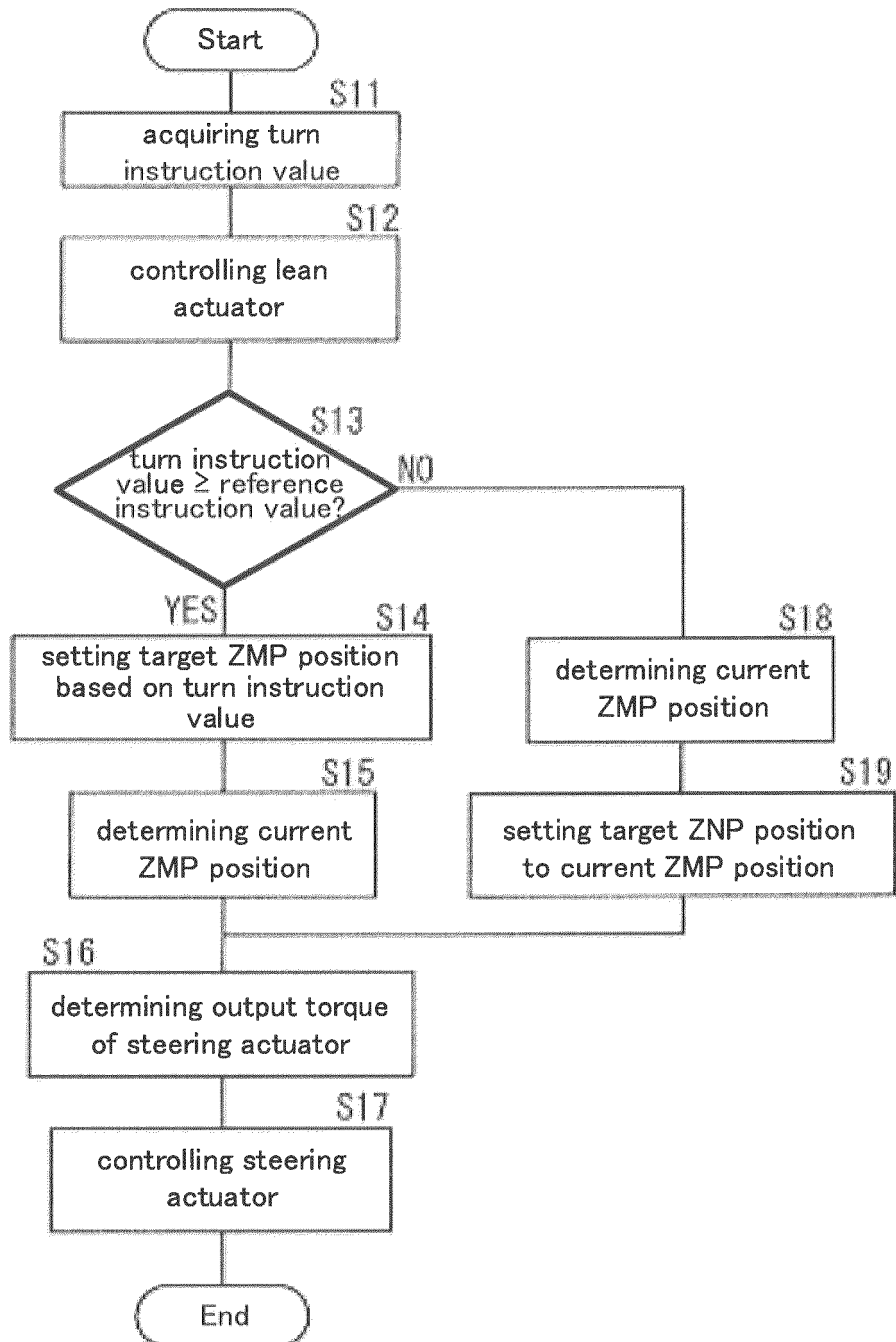 Start
S11
acquiring turn
instruction value
S12
controlling lean
actuator
S13
turn instruction
value ≥ reference
instruction value?
NO
YES
S14
setting target ZMP position
based on turn instruction
value
S15
determining current
ZMP position
S18
determining current
ZMP position
S19
setting target ZNP position
to current ZMP position
S16
determining output torque
of steering actuator
S17
controlling steering
actuator
End